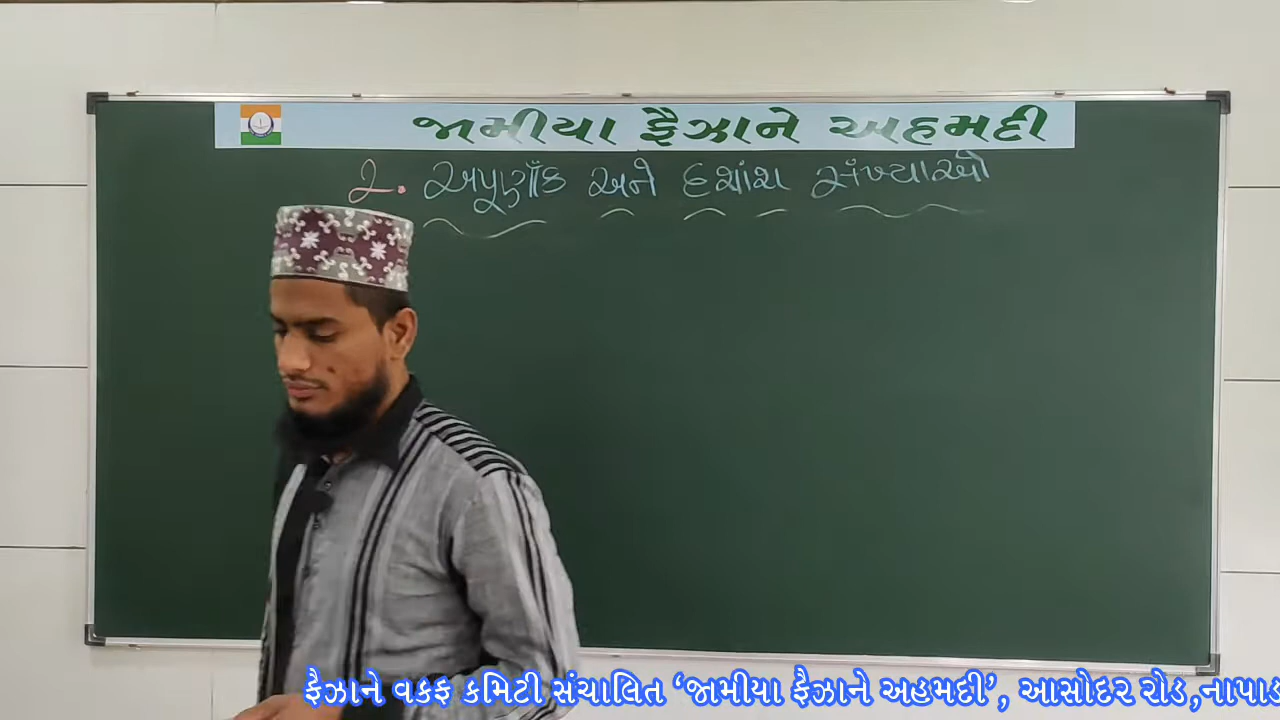 જામીયા ફૈઝાને અહમદી
2. અપૂર્ણાંક અને દશાંશ સંખ્યાઓ
ફૈઝાને વકફ કમિટી સંચાલિત ‘જામીયા ફૈઝાને અહમદી’, આસોદર રોડ,નાપાડ